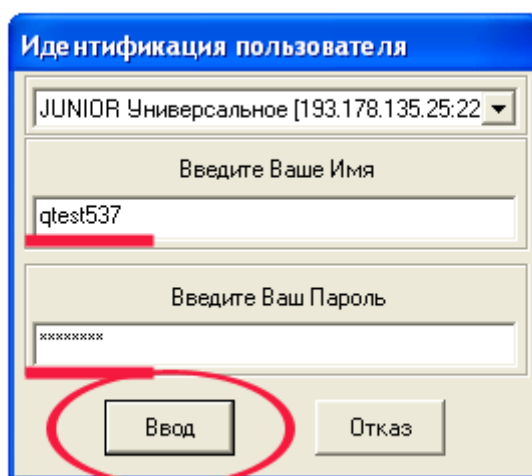 Идентификация пользователя
JUNIOR Универсальное [193.178.135.25:22
Введите Ваше Имя
qtest537
Введите Ваш Пароль
********
Ввод
Отказ